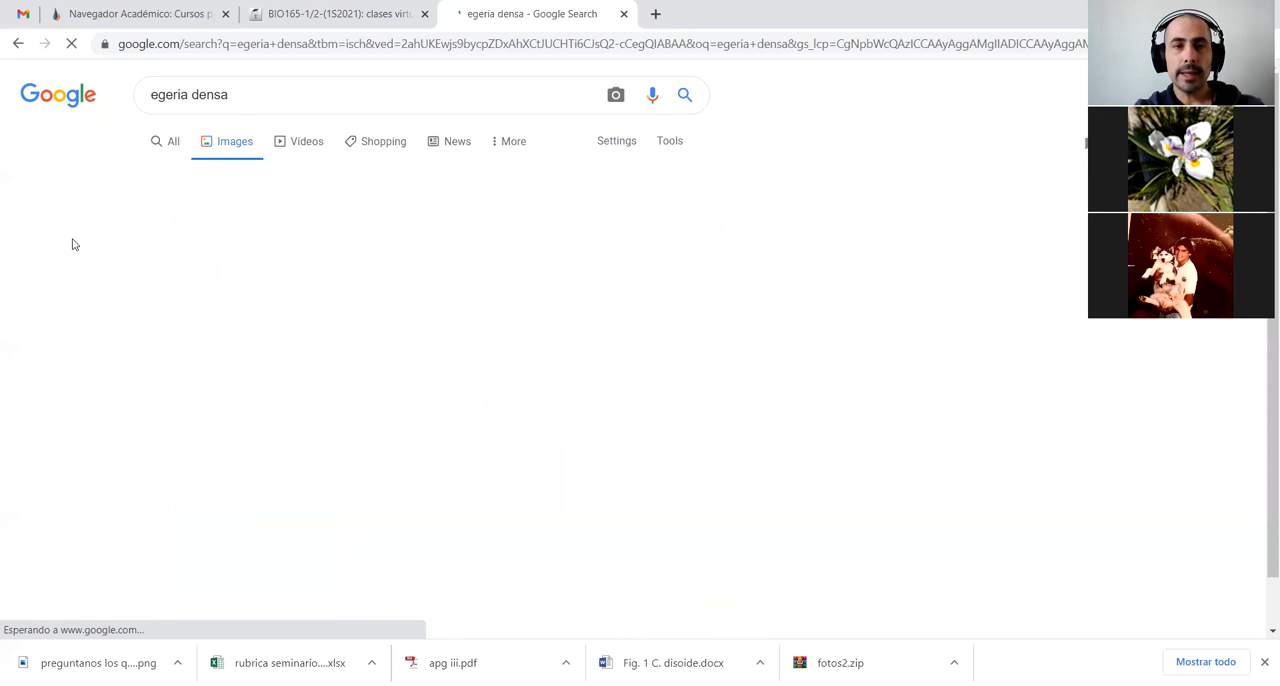 Navegador Académico: Cursos p
BIO165-1/2-(1S2021): clases virtu
egeria densa - Google Search
google.com/search?q=egeria+densa&tbm=isch&ved=2ahUKEwjs9bycpZDxAhXCtJUCHTi6CJsQ2-cCegQIABAA&oq=egeria+densa&gs_lcp=CgNpbWcQAzICCAAyAggAMgIIADICCAAyAggAM
Google
egeria densa
All
Images
Videos
Shopping
News
More
Settings
Tools
Esperando a www.google.com...
preguntanos los q....png
rubrica seminario....xlsx
apg iii.pdf
Fig. 1 C. disoide.docx
fotos2.zip
Mostrar todo